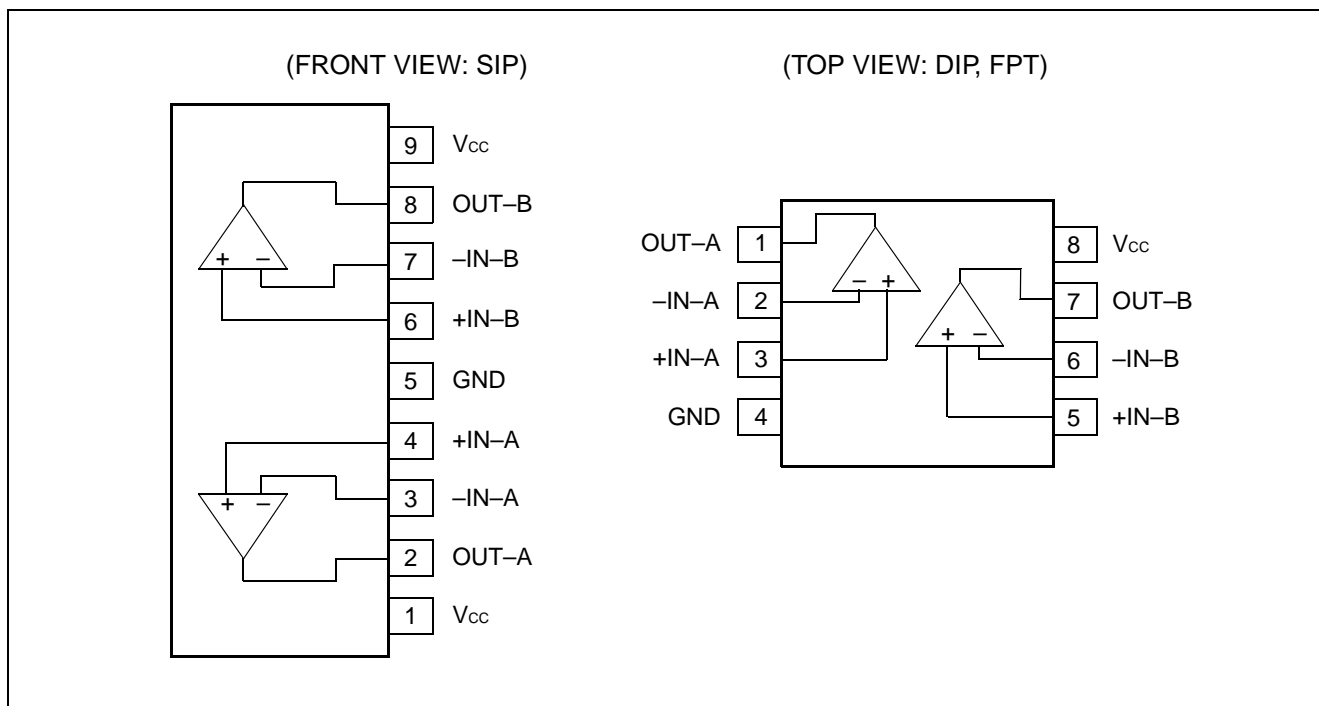 (FRONT VIEW: SIP)
9 Vcc
8 OUT–B
7 –IN–B
6 +IN–B
5 GND
4 +IN–A
3 –IN–A
2 OUT–A
1 Vcc
+ –
+ –
(TOP VIEW: DIP, FPT)
OUT–A 1
–IN–A 2
+IN–A 3
GND 4
– +
+ –
8 Vcc
7 OUT–B
6 –IN–B
5 +IN–B